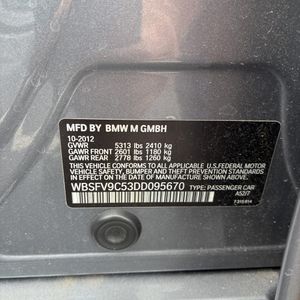 MFD BY BMW M GMBH
10-2012
GVWR 5313 lbs 2410 kg
GAWR FRONT 2601 lbs 1180 kg
GAWR REAR 2778 lbs 1260 kg
THIS VEHICLE CONFORMS TO ALL APPLICABLE U.S. FEDERAL MOTOR
VEHICLE SAFETY, BUMPER, AND THEFT PREVENTION STANDARDS
IN EFFECT ON THE DATE OF MANUFACTURE SHOWN ABOVE.
WBSFV9C53DD095670 TYPE: PASSENGER CAR
A52/7